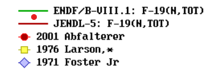 ENDF/B-VIII.1: F-19(N,TOT)
JENDL-5: F-19(N,TOT)
2001 Abfalterer
1976 Larson,*
1971 Foster Jr